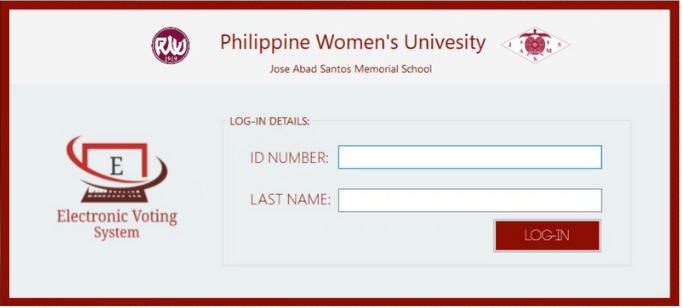 PWU
1919
Philippine Women's Univesity
J A S M S
Jose Abad Santos Memorial School
LOG-IN DETAILS:
ID NUMBER:
E
LAST NAME:
Electronic Voting
System
LOG-IN